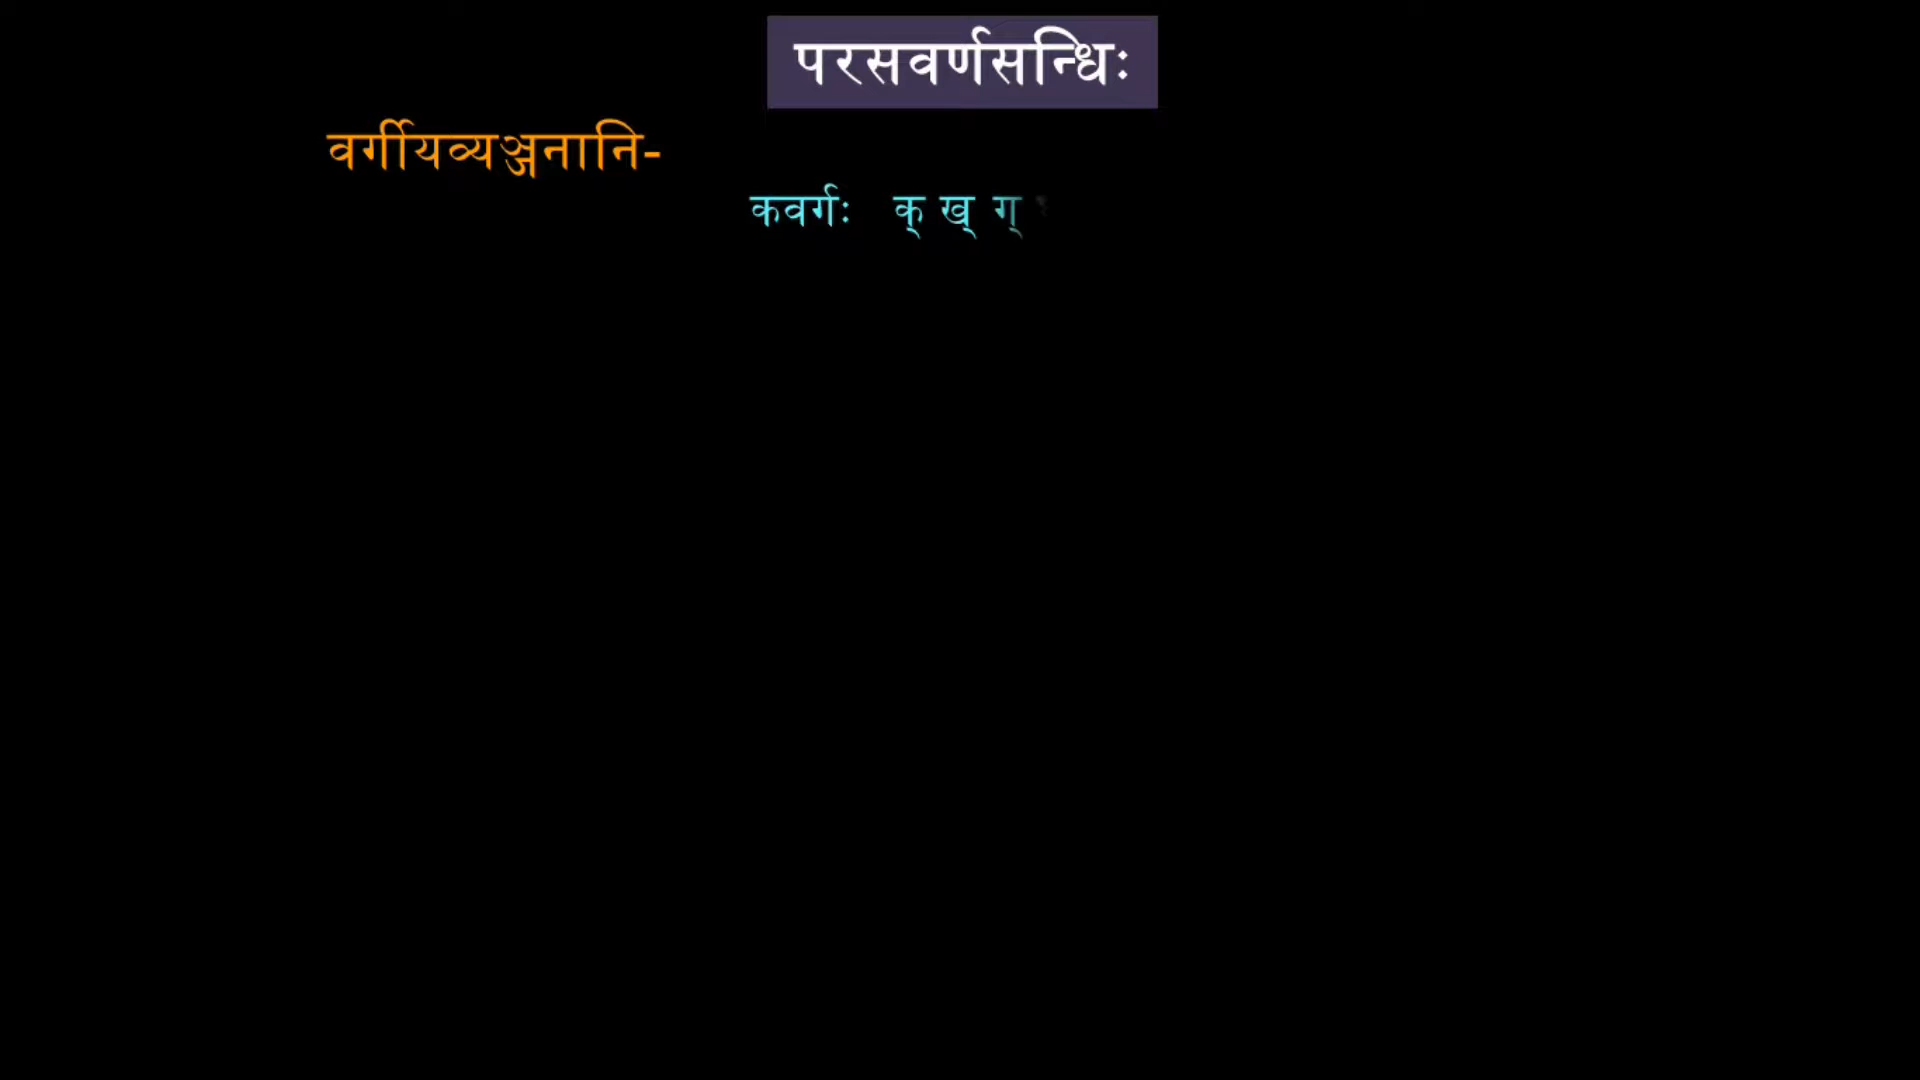 परसवर्णसन्धिः
वर्गीयव्यञ्जनानि-
कवर्गः क् ख् ग्